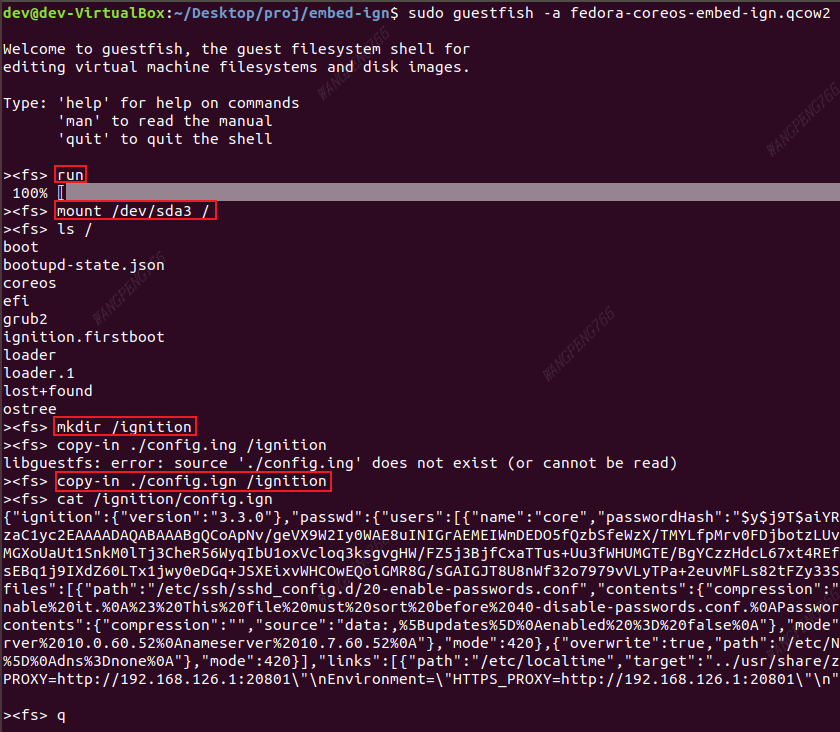 dev@dev-VirtualBox:~/Desktop/proj/embed-ign$ sudo guestfish -a fedora-coreos-embed-ign.qcow2
Welcome to guestfish, the guest filesystem shell for
editing virtual machine filesystems and disk images.
Type: 'help' for help on commands
'man' to read the manual
'quit' to quit the shell
><fs> run
100% [
><fs> mount /dev/sda3 /
><fs> ls /
boot
bootupd-state.json
coreos
efi
grub2
ignition.firstboot
loader
loader.1
lost+found
ostree
><fs> mkdir /ignition
><fs> copy-in ./config.ing /ignition
libguestfs: error: source './config.ing' does not exist (or cannot be read)
><fs> copy-in ./config.ign /ignition
><fs> cat /ignition/config.ign
{"ignition":{"version":"3.3.0"},"passwd":{"users":[{"name":"core","passwordHash":"$y$j9T$aiYR
zaC1yc2EAAAADAQABAAABgQCoApNv/geVX9W2Iy0WAE8uINIGrAEMEIWmDEDO5fQzbSfeWzX/TMYLfpMrv0FDjbotzLUv
MGXoUaUt1SnkM0lTj3CheR56WyqIbU1oxVcloq3ksgvgHW/FZ5j3BjfCxaTTus+Uu3fWHUMGTE/BgYCzzHdcL67xt4REf
sEBq1j9IXdZ60LTx1jwy0eDGq+JSXEixvWHCOwEQoiGMR8G/sGAIGJT8U8nWf32o7979vVLyTPa+2euvMFLs82tFZy33S
files":[{"path":"/etc/ssh/sshd_config.d/20-enable-passwords.conf","contents":{"compression":"
nable%20it.%0A%23%20This%20file%20must%20sort%20before%2040-disable-passwords.conf.%0APasswor
contents":{"compression":"","source":"data:,%5Bupdates%5D%0Aenabled%20%3D%20false%0A"},"mode"
rver%2010.0.60.52%0Anameserver%2010.7.60.52%0A"},"mode":420},{"overwrite":true,"path":"/etc/N
%5D%0Adns%3Dnone%0A"},"mode":420}],"links":[{"path":"/etc/localtime","target":"../usr/share/z
PROXY=http://192.168.126.1:20801\"\nEnvironment=\"HTTPS_PROXY=http://192.168.126.1:20801\"\n"
><fs> q
WANGPENG766
WANGPENG766
WANGPENG766
WANGPENG766